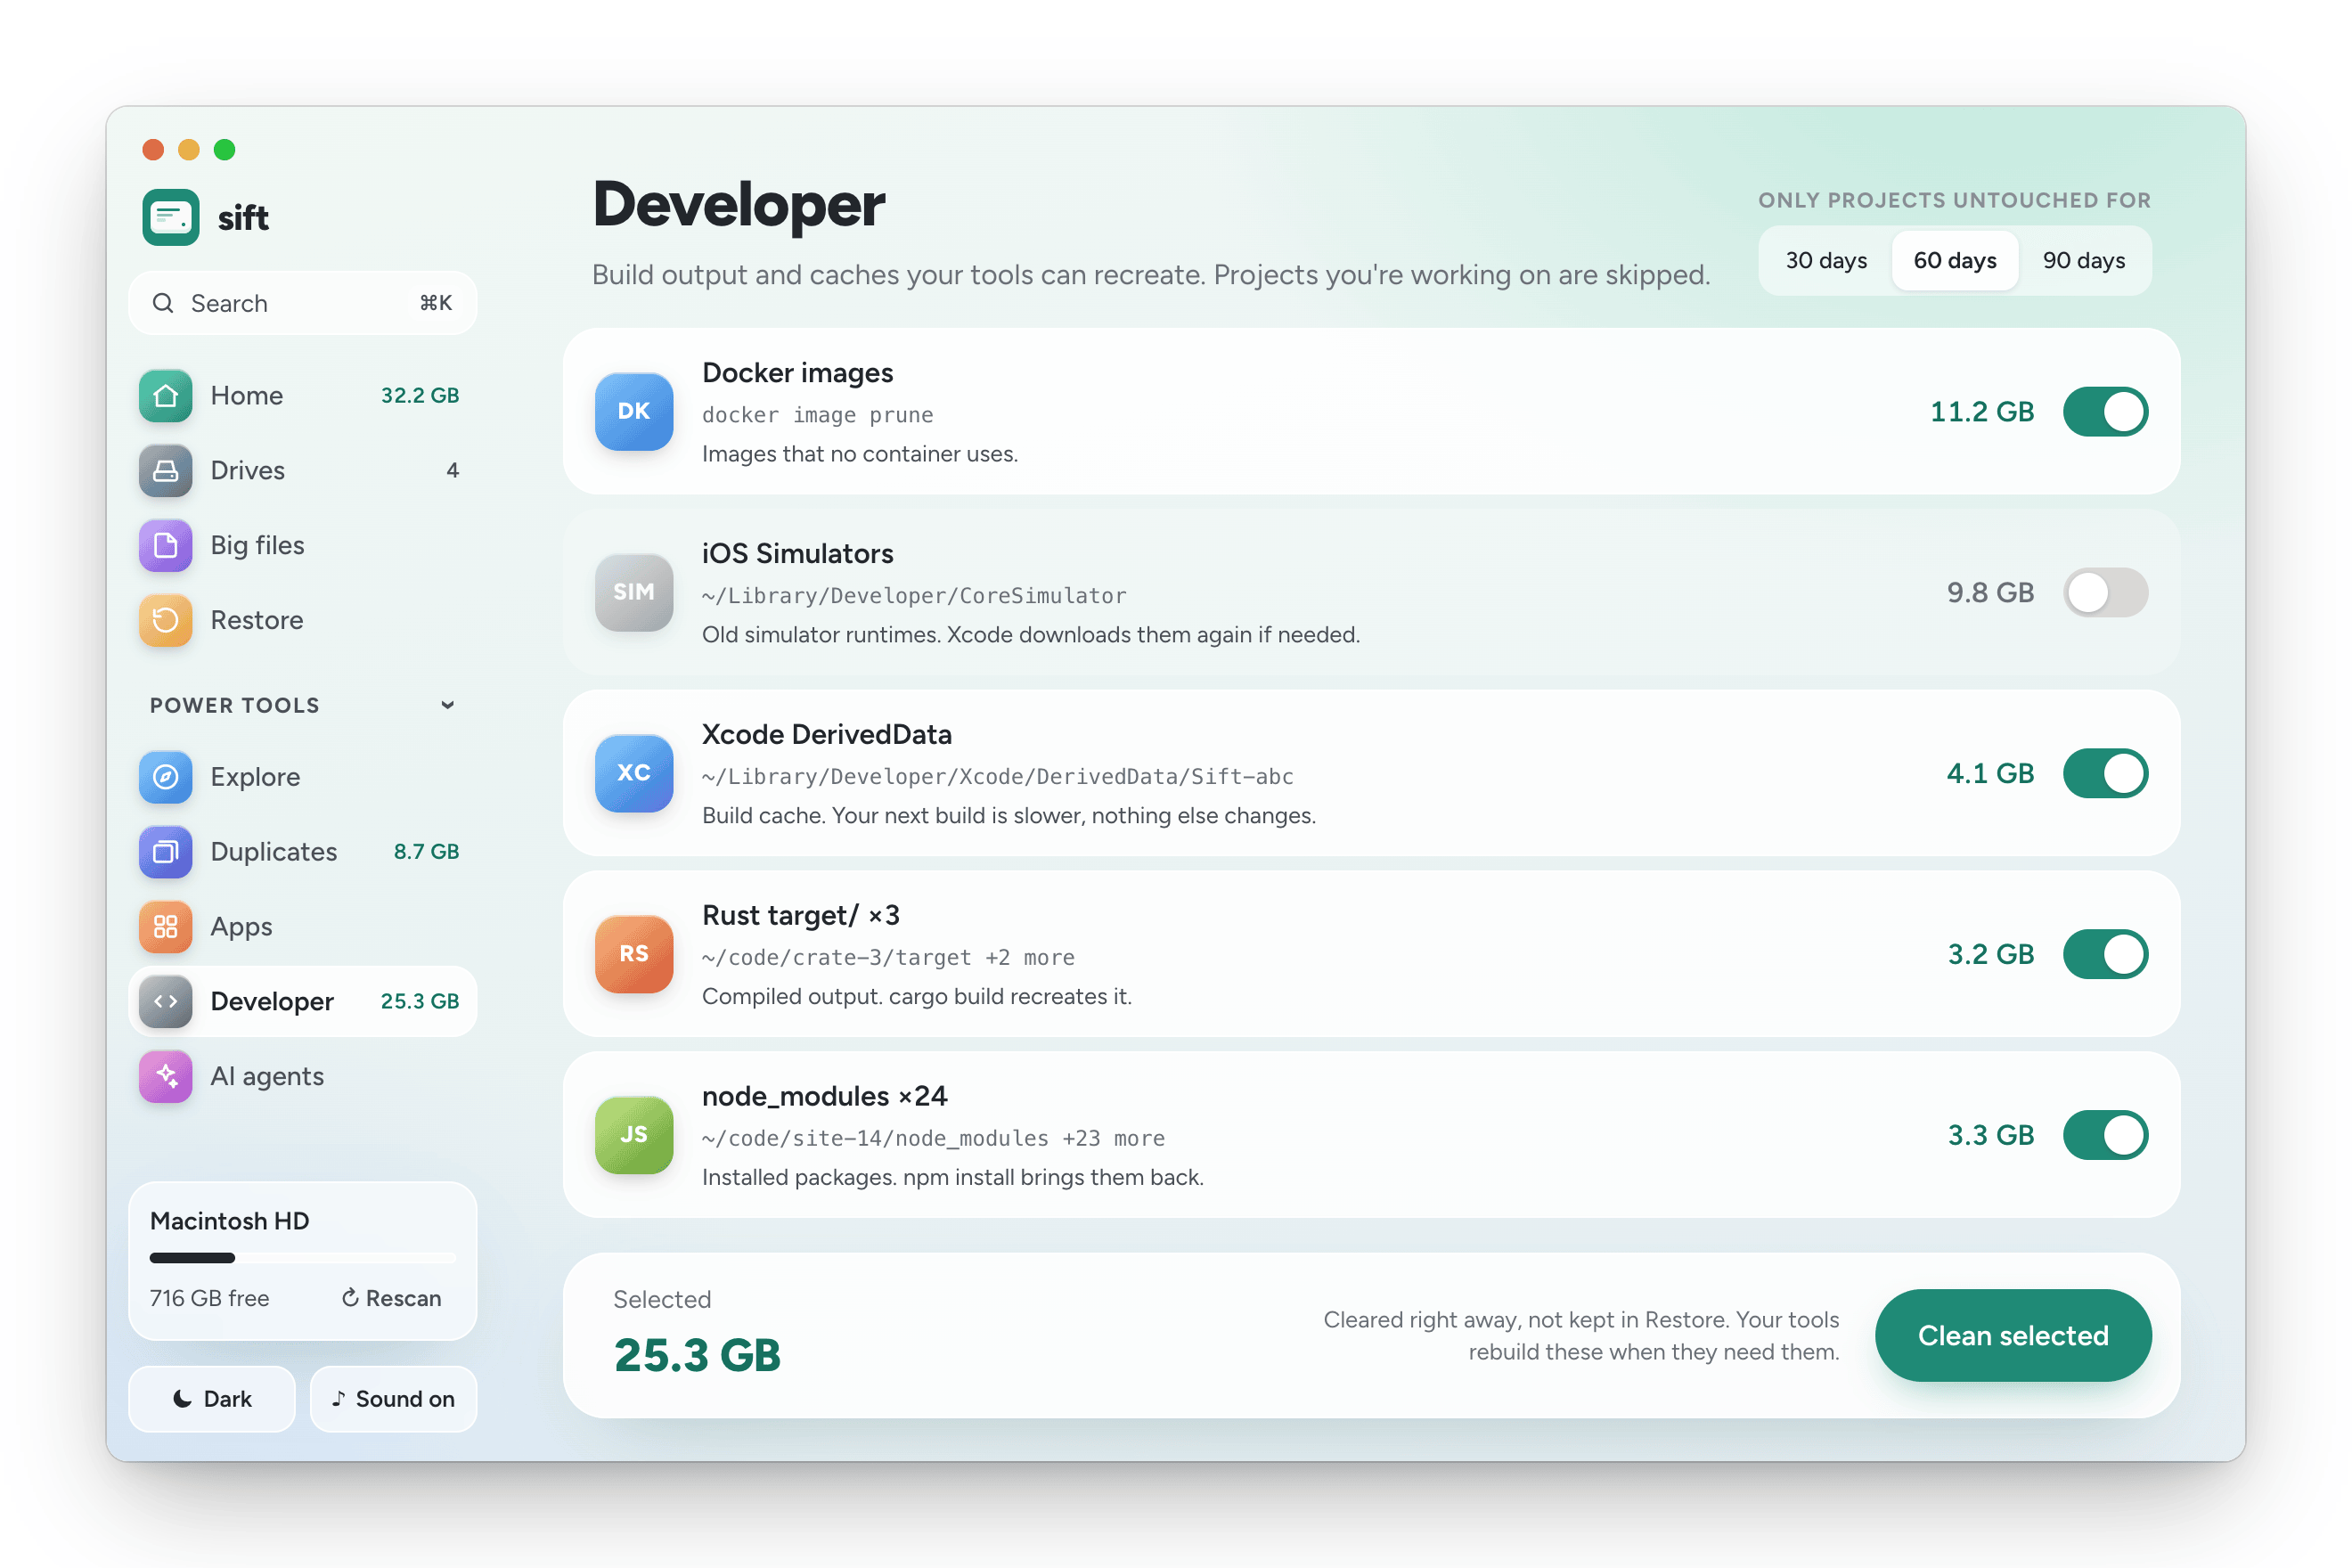 sift
Search ⌘K
Home 32.2 GB
Drives 4
Big files
Restore
POWER TOOLS
Explore
Duplicates 8.7 GB
Apps
Developer 25.3 GB
AI agents
Macintosh HD
716 GB free Rescan
Dark Sound on
Developer
Build output and caches your tools can recreate. Projects you're working on are skipped.
ONLY PROJECTS UNTOUCHED FOR
30 days 60 days 90 days
DK
Docker images
docker image prune
Images that no container uses.
11.2 GB
SIM
iOS Simulators
~/Library/Developer/CoreSimulator
Old simulator runtimes. Xcode downloads them again if needed.
9.8 GB
XC
Xcode DerivedData
~/Library/Developer/Xcode/DerivedData/Sift-abc
Build cache. Your next build is slower, nothing else changes.
4.1 GB
RS
Rust target/ ×3
~/code/crate-3/target +2 more
Compiled output. cargo build recreates it.
3.2 GB
JS
node_modules ×24
~/code/site-14/node_modules +23 more
Installed packages. npm install brings them back.
3.3 GB
Selected
25.3 GB
Cleared right away, not kept in Restore. Your tools
rebuild these when they need them.
Clean selected